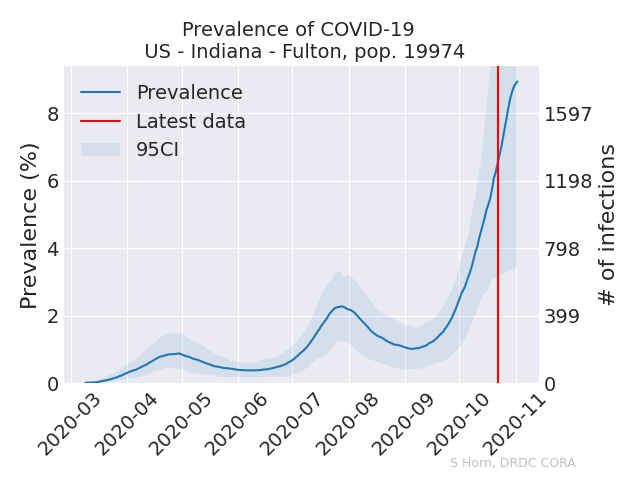 Prevalence of COVID-19
US - Indiana - Fulton, pop. 19974
Prevalence
Latest data
95CI
Prevalence (%)
8
6
4
2
0
1597
1198
798
399
0
# of infections
2020-03
2020-04
2020-05
2020-06
2020-07
2020-08
2020-09
2020-10
2020-11
S Horn, DRDC CORA